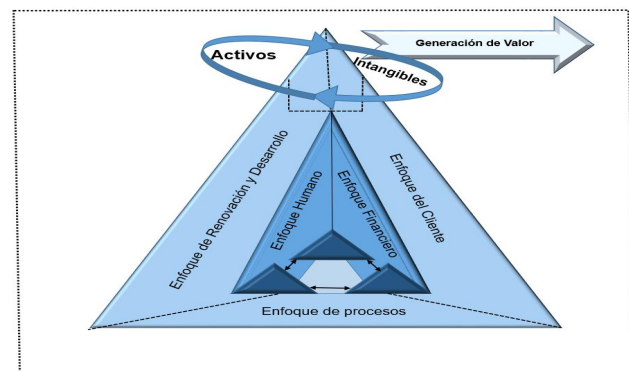 Generación de Valor
Activos
Intangibles
Enfoque de Renovación y Desarrollo
Enfoque Humano
Enfoque Financiero
Enfoque del Cliente
Enfoque de procesos